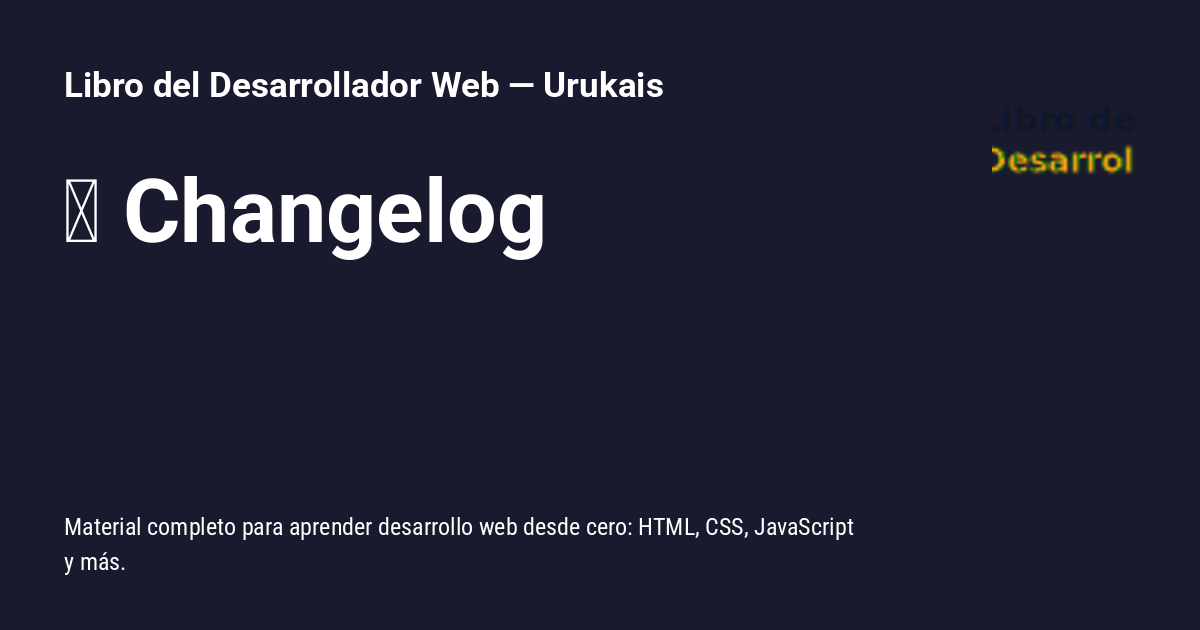 Libro del Desarrollador Web — Urukais
Libro de
Desarrol
Changelog
Material completo para aprender desarrollo web desde cero: HTML, CSS, JavaScript
y más.